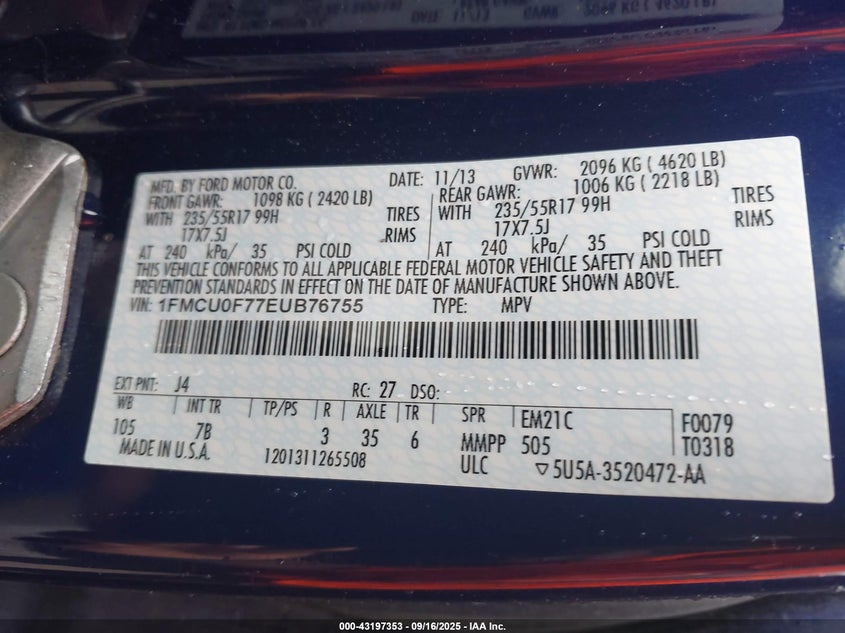 MFD. BY FORD MOTOR CO. DATE: 11/13 GVWR: 2096 KG ( 4620 LB)
FRONT GAWR: 1098 KG ( 2420 LB) REAR GAWR: 1006 KG ( 2218 LB)
WITH 235/55R17 99H TIRES WITH 235/55R17 99H TIRES
17X7.5J RIMS 17X7.5J RIMS
AT 240 kPa/ 35 PSI COLD AT 240 kPa/ 35 PSI COLD
THIS VEHICLE CONFORMS TO ALL APPLICABLE FEDERAL MOTOR VEHICLE SAFETY AND THEFT
PREVENTION STANDARDS IN EFFECT ON THE DATE OF MANUFACTURE SHOWN ABOVE.
VIN: 1FMCU0F77EUB76755 TYPE: MPV
EXT PNT: J4 RC: 27 DSO:
WB INT TR TP/PS R AXLE TR SPR EM21C F0079
105 7B 3 35 6 MMPP 505 T0318
MADE IN U.S.A. 1201311265508 ULC ▽5U5A-3520472-AA
000-43197353 - 09/16/2025 - IAA Inc.